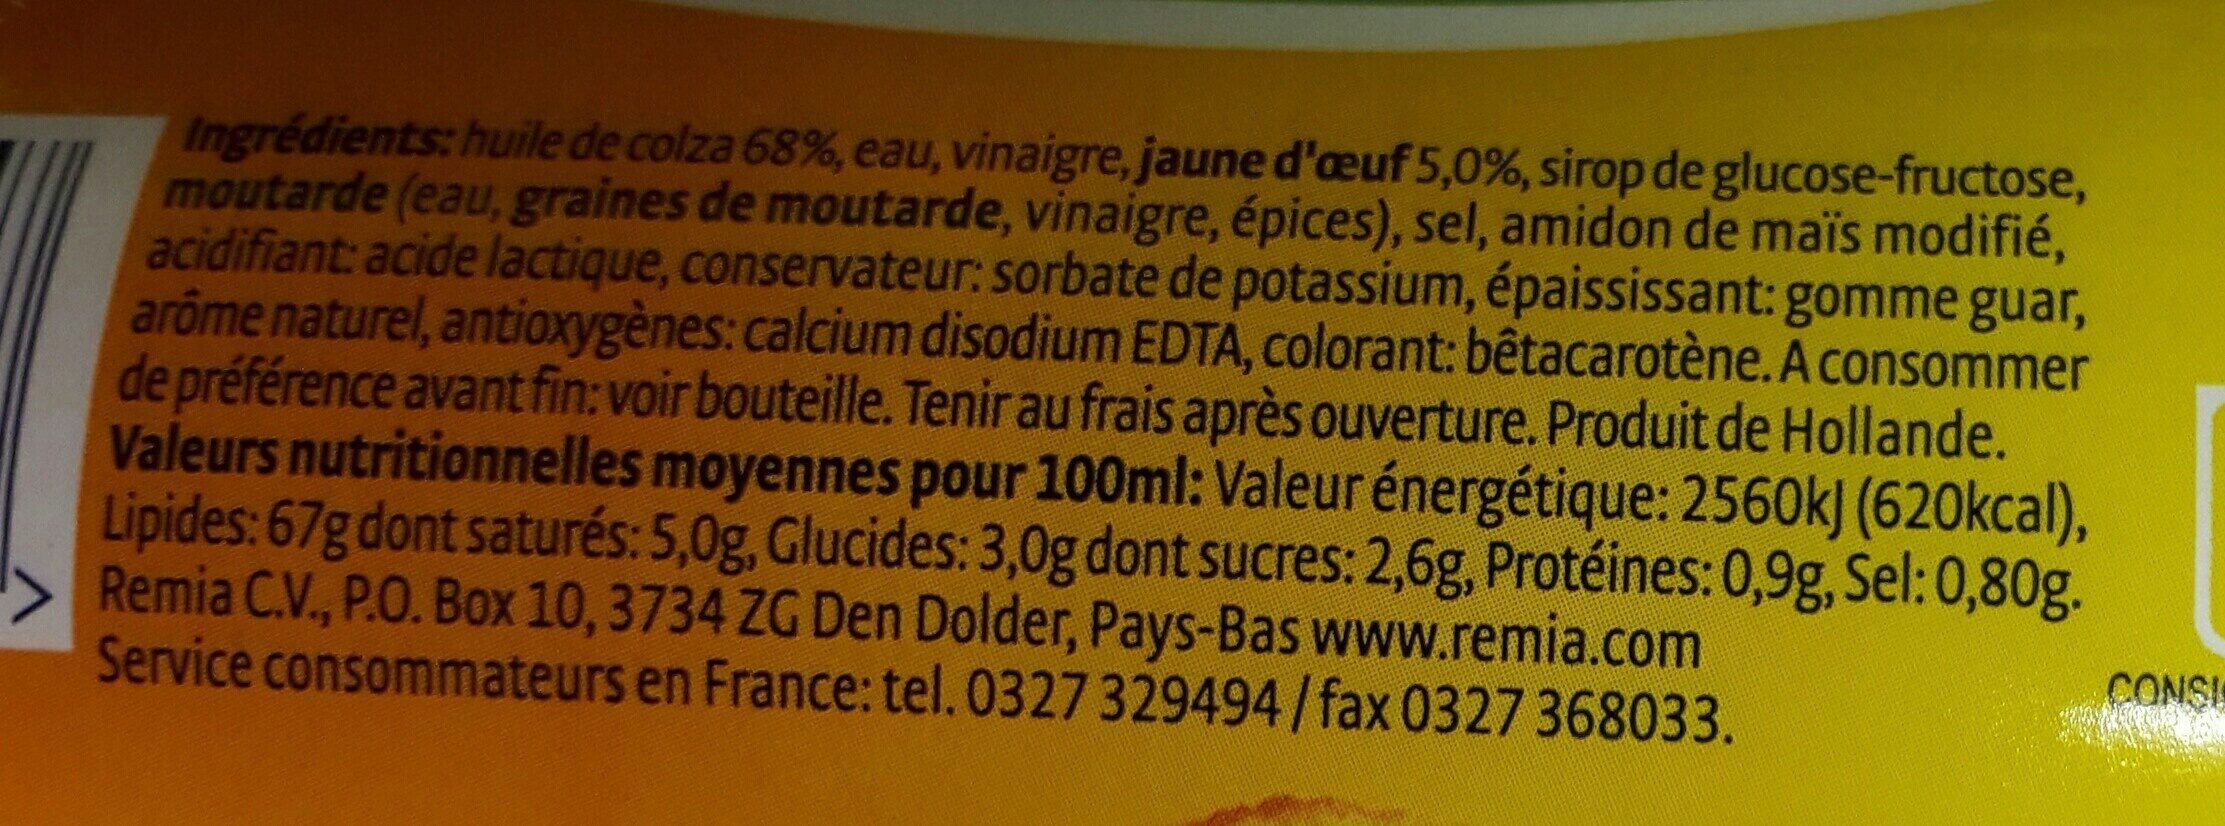 Ingrédients: huile de colza 68%, eau, vinaigre, jaune d'œuf 5,0%, sirop de glucose-fructose,
moutarde (eau, graines de moutarde, vinaigre, épices), sel, amidon de maïs modifié,
acidifiant: acide lactique, conservateur: sorbate de potassium, épaississant: gomme guar,
arôme naturel, antioxygènes: calcium disodium EDTA, colorant: bêtacarotène. A consommer
de préférence avant fin: voir bouteille. Tenir au frais après ouverture. Produit de Hollande.
Valeurs nutritionnelles moyennes pour 100ml: Valeur énergétique: 2560kJ (620kcal),
Lipides: 67g dont saturés: 5,0g, Glucides: 3,0g dont sucres: 2,6g, Protéines: 0,9g, Sel: 0,80g.
> Remia C.V., P.O. Box 10, 3734 ZG Den Dolder, Pays-Bas www.remia.com
Service consommateurs en France: tel. 0327 329494 / fax 0327 368033.